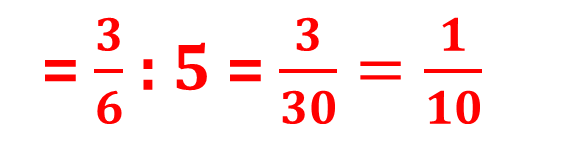 = 3/6 : 5 = 3/30 = 1/10